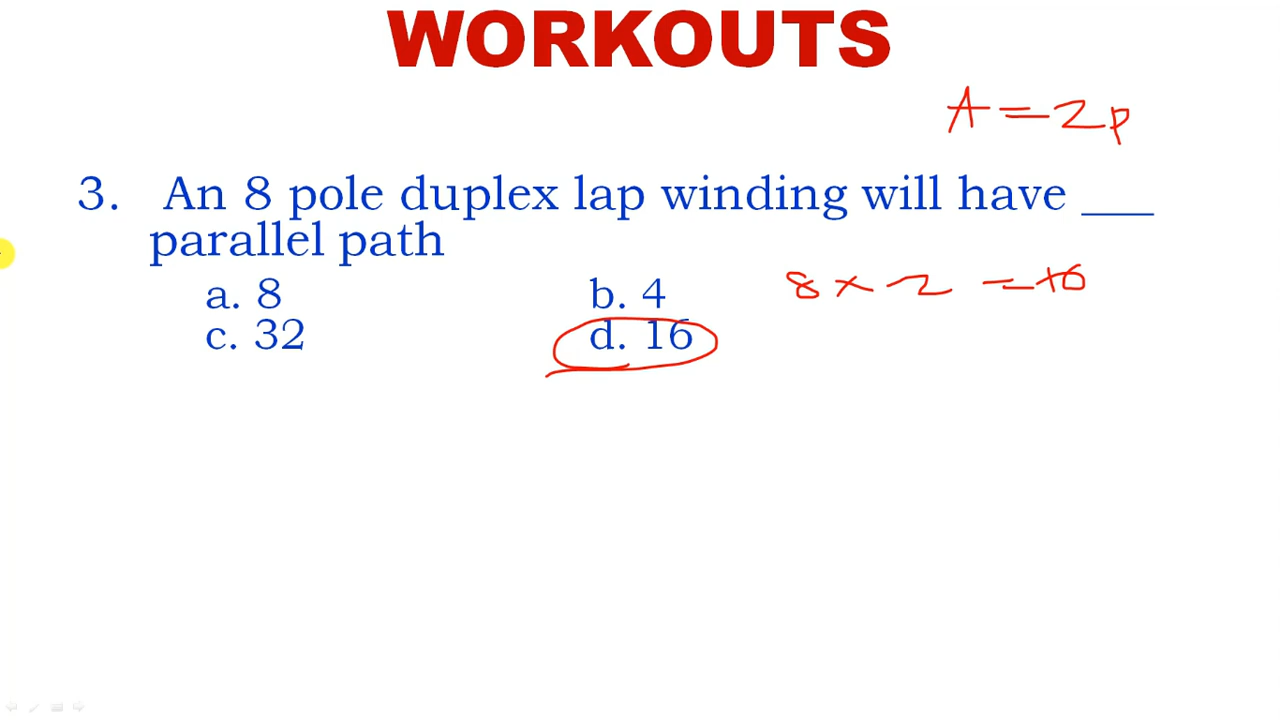 WORKOUTS
A = 2p
3. An 8 pole duplex lap winding will have ___
parallel path
a. 8 b. 4 8 × 2 = 16
c. 32 d. 16